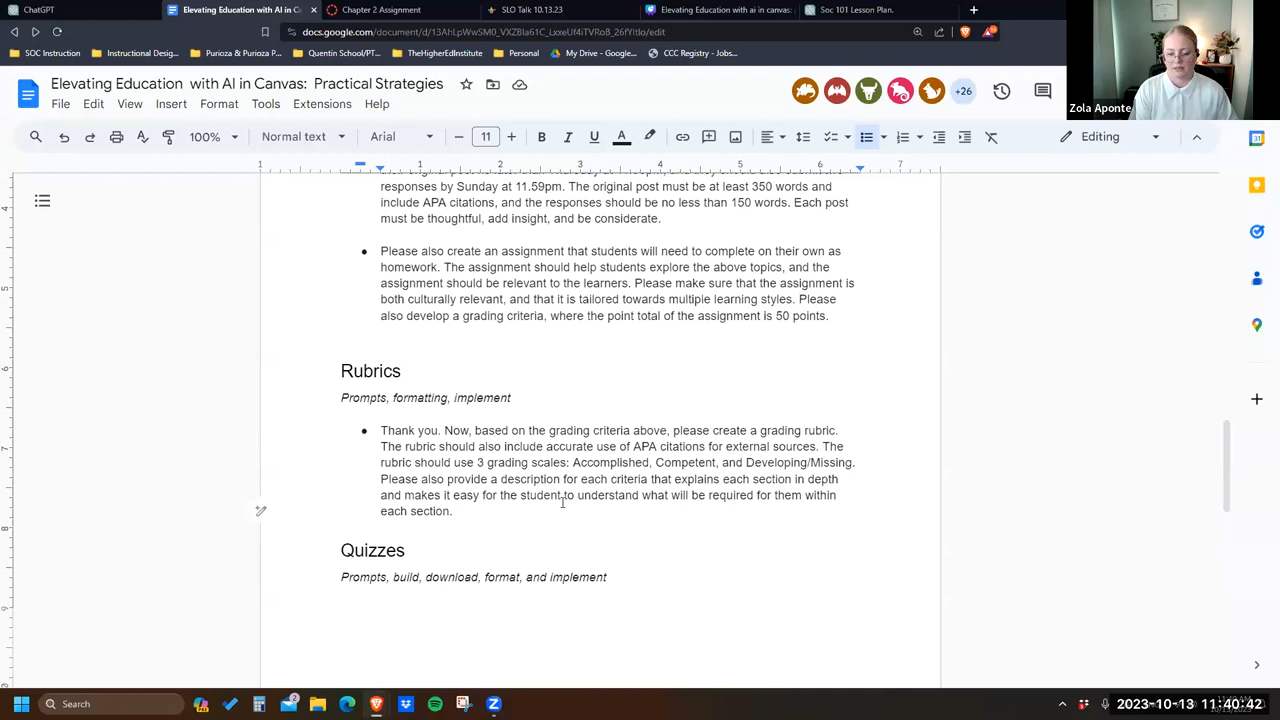 ChatGPT
Elevating Education with AI in C
Chapter 2 Assignment
SLO Talk 10.13.23
Elevating Education with Ai in canvas:
Soc 101 Lesson Plan.
SOC Instruction
Instructional Desig...
Purioza & Purioza P...
Quentin School/PT...
TheHigherEdInstitute
Personal
My Drive - Google...
CCC Registry - Jobs...
Elevating Education with AI in Canvas: Practical Strategies
+26
Zola Aponte
File Edit View Insert Format Tools Extensions Help
100% Normal text Arial 11 Editing
1 1 2 3 4 5 6 7
responses by Sunday at 11.59pm. The original post must be at least 350 words and
include APA citations, and the responses should be no less than 150 words. Each post
must be thoughtful, add insight, and be considerate.
Please also create an assignment that students will need to complete on their own as
homework. The assignment should help students explore the above topics, and the
assignment should be relevant to the learners. Please make sure that the assignment is
both culturally relevant, and that it is tailored towards multiple learning styles. Please
also develop a grading criteria, where the point total of the assignment is 50 points.
Rubrics
Prompts, formatting, implement
Thank you. Now, based on the grading criteria above, please create a grading rubric.
The rubric should also include accurate use of APA citations for external sources. The
rubric should use 3 grading scales: Accomplished, Competent, and Developing/Missing.
Please also provide a description for each criteria that explains each section in depth
and makes it easy for the student to understand what will be required for them within
each section.
Quizzes
Prompts, build, download, format, and implement
Search
2023-10-13 11:40:42